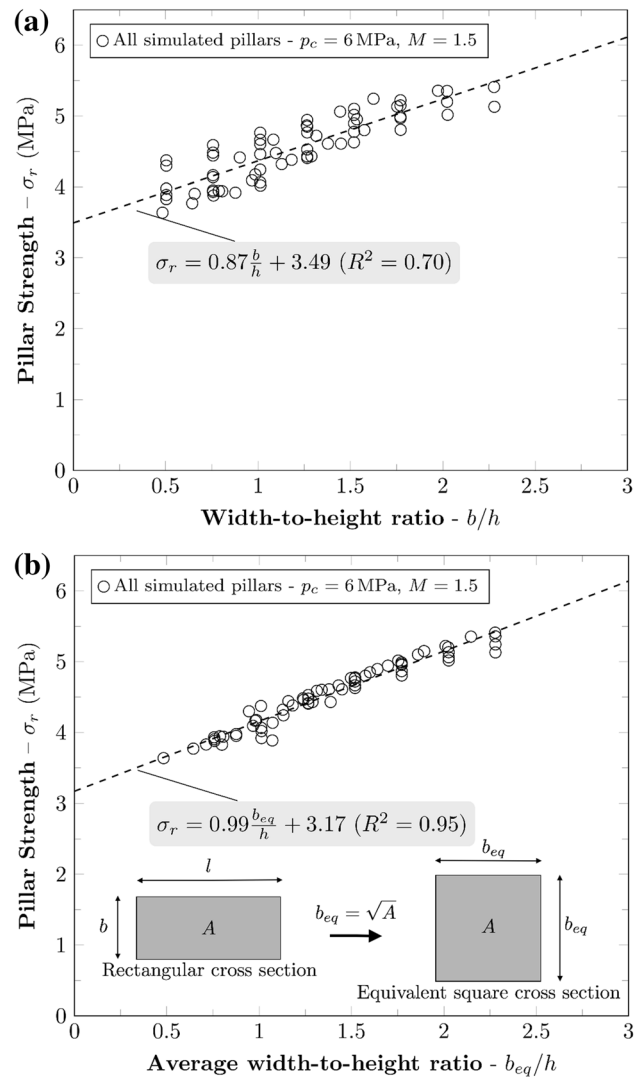 (a)
All simulated pillars - p_c = 6 MPa, M = 1.5
6
5
4
3
2
1
0
Pillar Strength – σ_r (MPa)
σ_r = 0.87 b/h + 3.49 (R² = 0.70)
0 0.5 1 1.5 2 2.5 3
Width-to-height ratio - b/h
(b)
All simulated pillars - p_c = 6 MPa, M = 1.5
6
5
4
3
2
1
0
Pillar Strength – σ_r (MPa)
σ_r = 0.99 b_eq/h + 3.17 (R² = 0.95)
l
b
A
Rectangular cross section
b_eq = √A
b_eq
A
b_eq
Equivalent square cross section
0 0.5 1 1.5 2 2.5 3
Average width-to-height ratio - b_eq/h